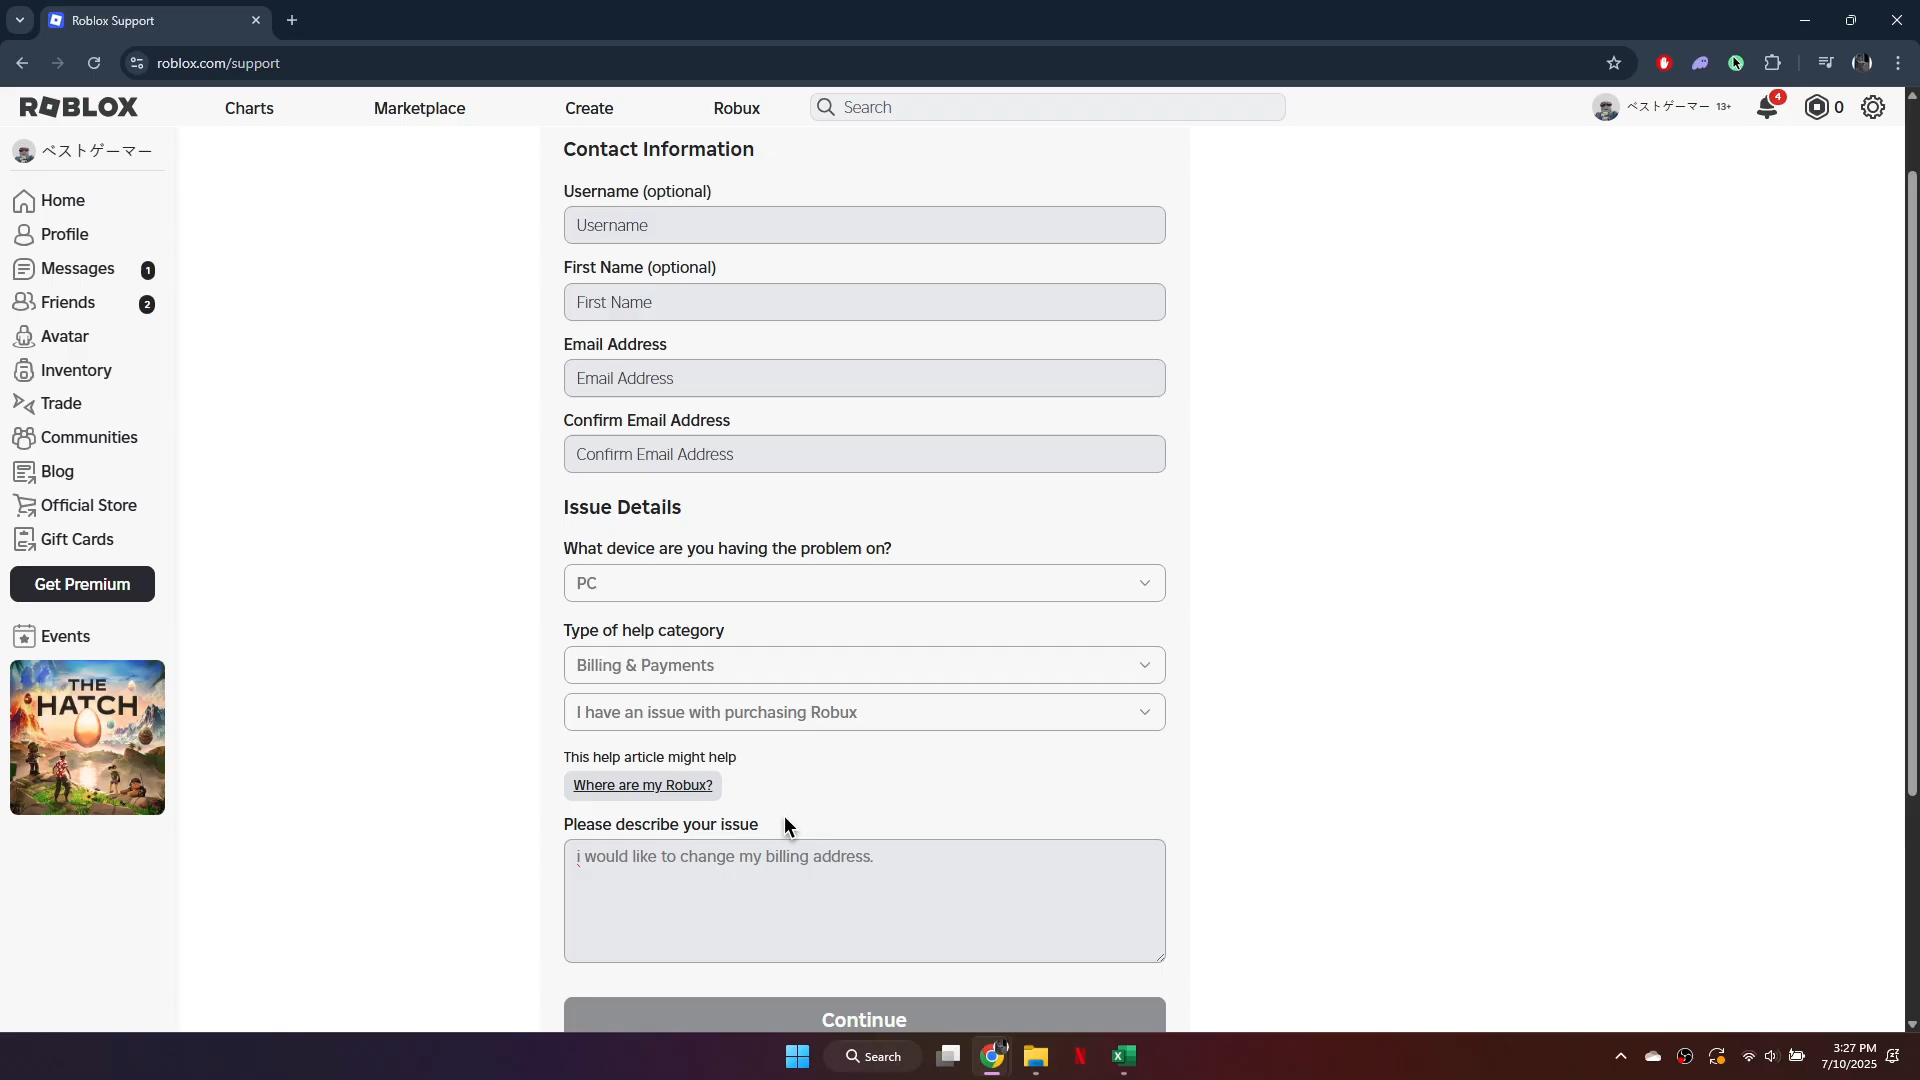 Roblox Support
roblox.com/support
ROBLOX
Charts
Marketplace
Create
Robux
Search
ベストゲーマー 13+
4
0
ベストゲーマー
Home
Profile
Messages
1
Friends
2
Avatar
Inventory
Trade
Communities
Blog
Official Store
Gift Cards
Get Premium
Events
THE
HATCH
Contact Information
Username (optional)
Username
First Name (optional)
First Name
Email Address
Email Address
Confirm Email Address
Confirm Email Address
Issue Details
What device are you having the problem on?
PC
Type of help category
Billing & Payments
I have an issue with purchasing Robux
This help article might help
Where are my Robux?
Please describe your issue
i would like to change my billing address.
Continue
Search
3:27 PM
7/10/2025